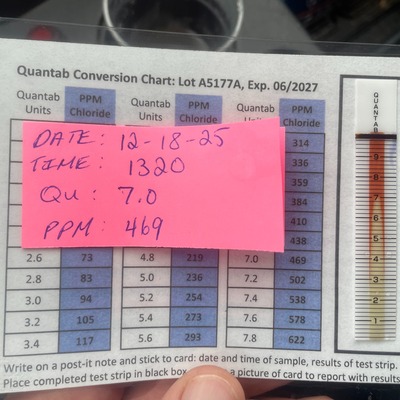 Quantab Conversion Chart: Lot A5177A, Exp. 06/2027
Quantab Units PPM Chloride Quantab Units PPM Chloride Quantab Units PPM Chloride
314
336
359
384
410
438
DATE: 12-18-25
TIME: 1320
QU: 7.0
PPM: 469
2.6 73 4.8 219 7.0 469
2.8 83 5.0 236 7.2 502
3.0 94 5.2 254 7.4 538
3.2 105 5.4 273 7.6 578
3.4 117 5.6 293 7.8 622
Write on a post-it note and stick to card: date and time of sample, results of test strip.
Place completed test strip in black box a picture of card to report with results
QUANTAB
9
8
7
6
5
4
3
2
1